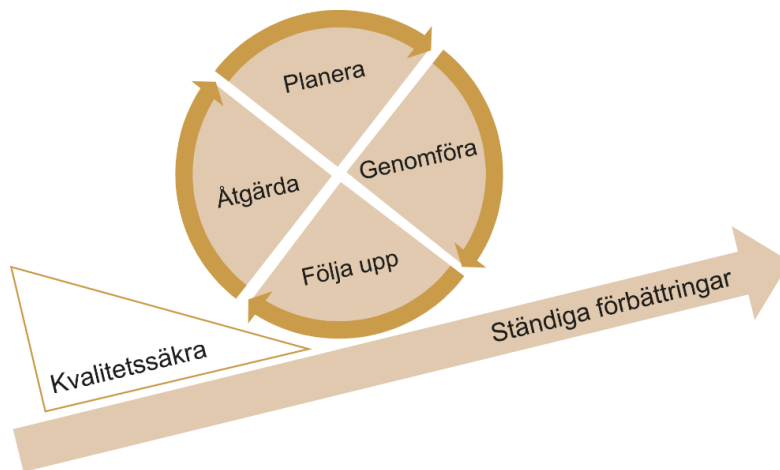 Planera
Genomföra
Åtgärda
Följa upp
Ständiga förbättringar
Kvalitetssäkra